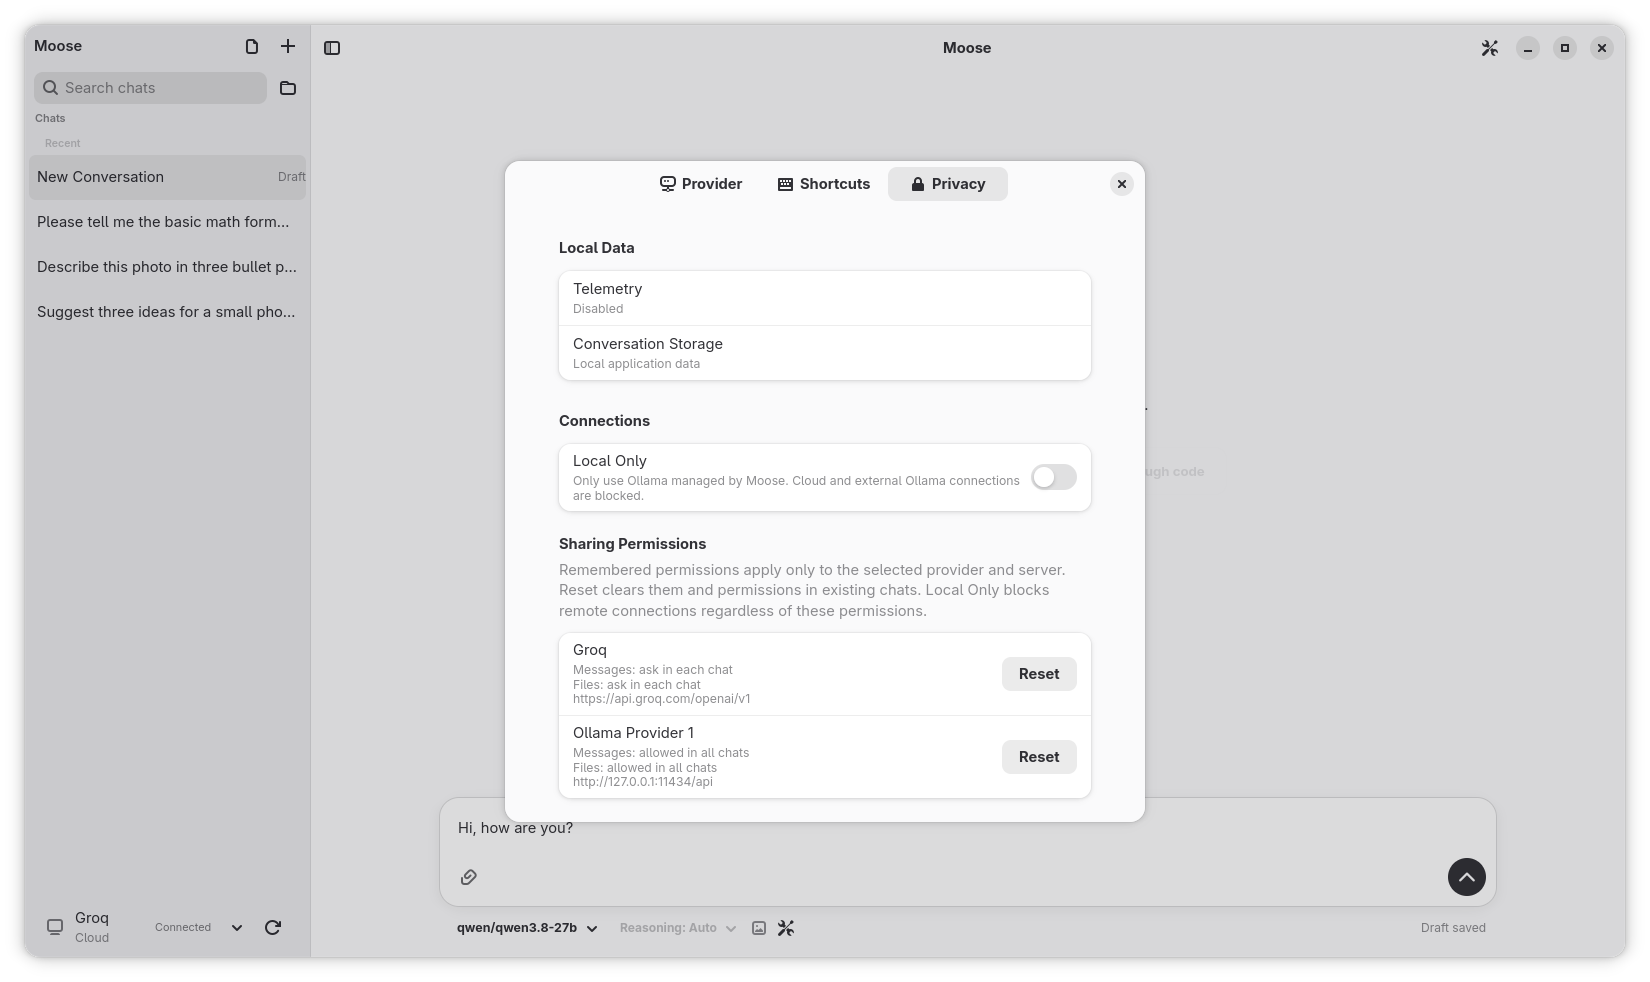 Moose
Moose
Search chats
Chats
Recent
New Conversation
Draft
Please tell me the basic math form...
Describe this photo in three bullet p...
Suggest three ideas for a small pho...
Provider
Shortcuts
Privacy
Local Data
Telemetry
Disabled
Conversation Storage
Local application data
Connections
Local Only
Only use Ollama managed by Moose. Cloud and external Ollama connections
are blocked.
Sharing Permissions
Remembered permissions apply only to the selected provider and server.
Reset clears them and permissions in existing chats. Local Only blocks
remote connections regardless of these permissions.
Groq
Messages: ask in each chat
Files: ask in each chat
https://api.groq.com/openai/v1
Reset
Ollama Provider 1
Messages: allowed in all chats
Files: allowed in all chats
http://127.0.0.1:11434/api
Reset
code
Hi, how are you?
Groq
Cloud
Connected
qwen/qwen3.8-27b
Reasoning: Auto
Draft saved